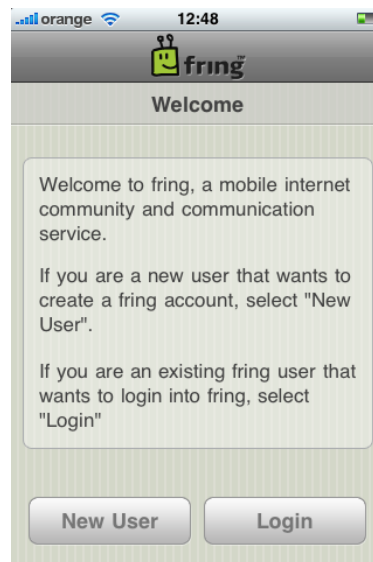 orange 12:48
fring
Welcome
Welcome to fring, a mobile internet
community and communication
service.
If you are a new user that wants to
create a fring account, select "New
User".
If you are an existing fring user that
wants to login into fring, select
"Login"
New User Login